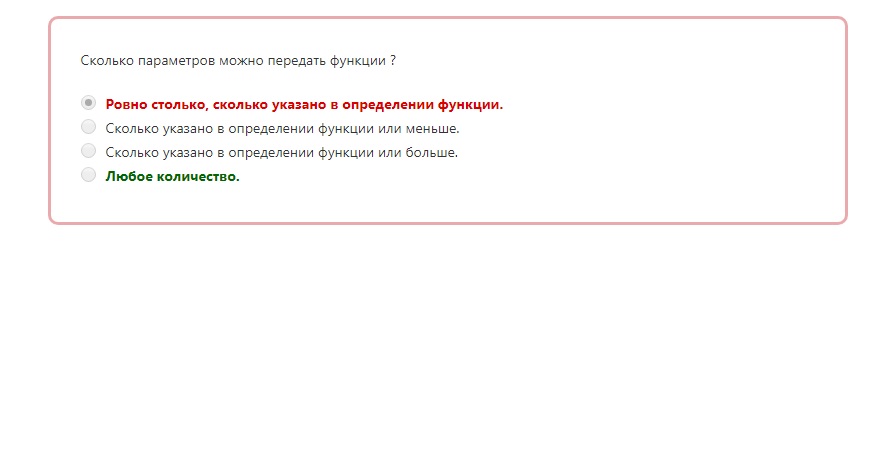 Сколько параметров можно передать функции ?
Ровно столько, сколько указано в определении функции.
Сколько указано в определении функции или меньше.
Сколько указано в определении функции или больше.
Любое количество.